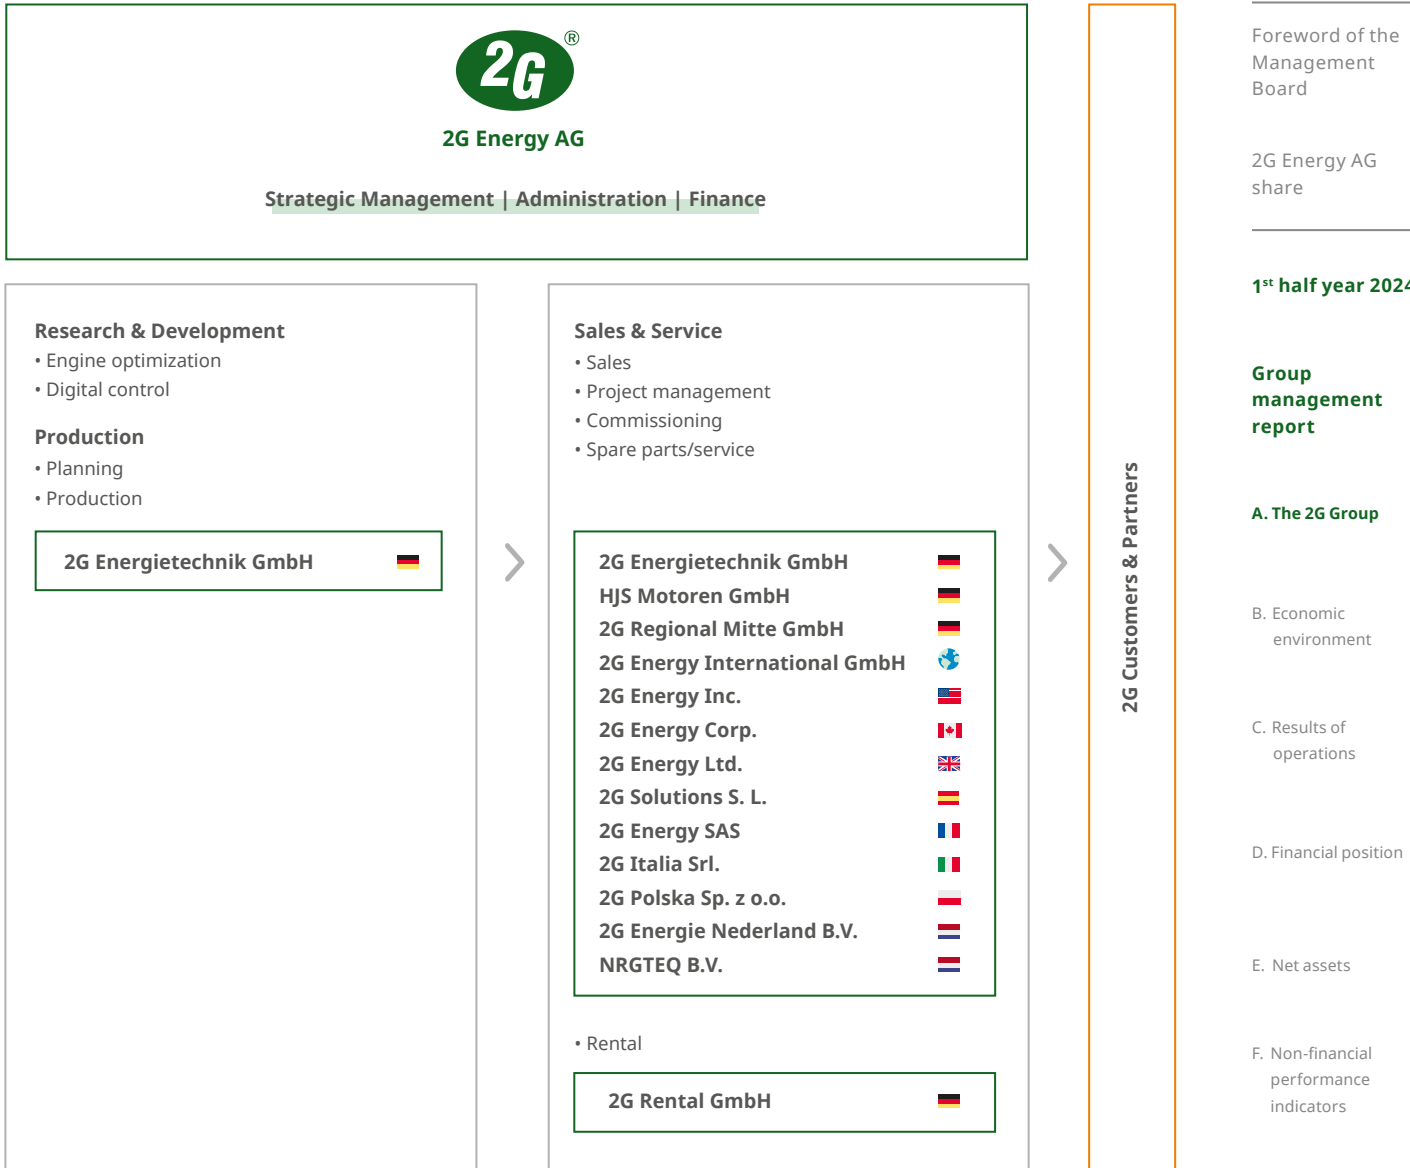 2G ®
2G Energy AG
Strategic Management | Administration | Finance
Research & Development
• Engine optimization
• Digital control
Production
• Planning
• Production
2G Energietechnik GmbH
Sales & Service
• Sales
• Project management
• Commissioning
• Spare parts/service
2G Energietechnik GmbH
HJS Motoren GmbH
2G Regional Mitte GmbH
2G Energy International GmbH
2G Energy Inc.
2G Energy Corp.
2G Energy Ltd.
2G Solutions S. L.
2G Energy SAS
2G Italia Srl.
2G Polska Sp. z o.o.
2G Energie Nederland B.V.
NRGTEQ B.V.
• Rental
2G Rental GmbH
2G Customers & Partners
Foreword of the
Management
Board
2G Energy AG
share
1st half year 2024
Group
management
report
A. The 2G Group
B. Economic
environment
C. Results of
operations
D. Financial position
E. Net assets
F. Non-financial
performance
indicators